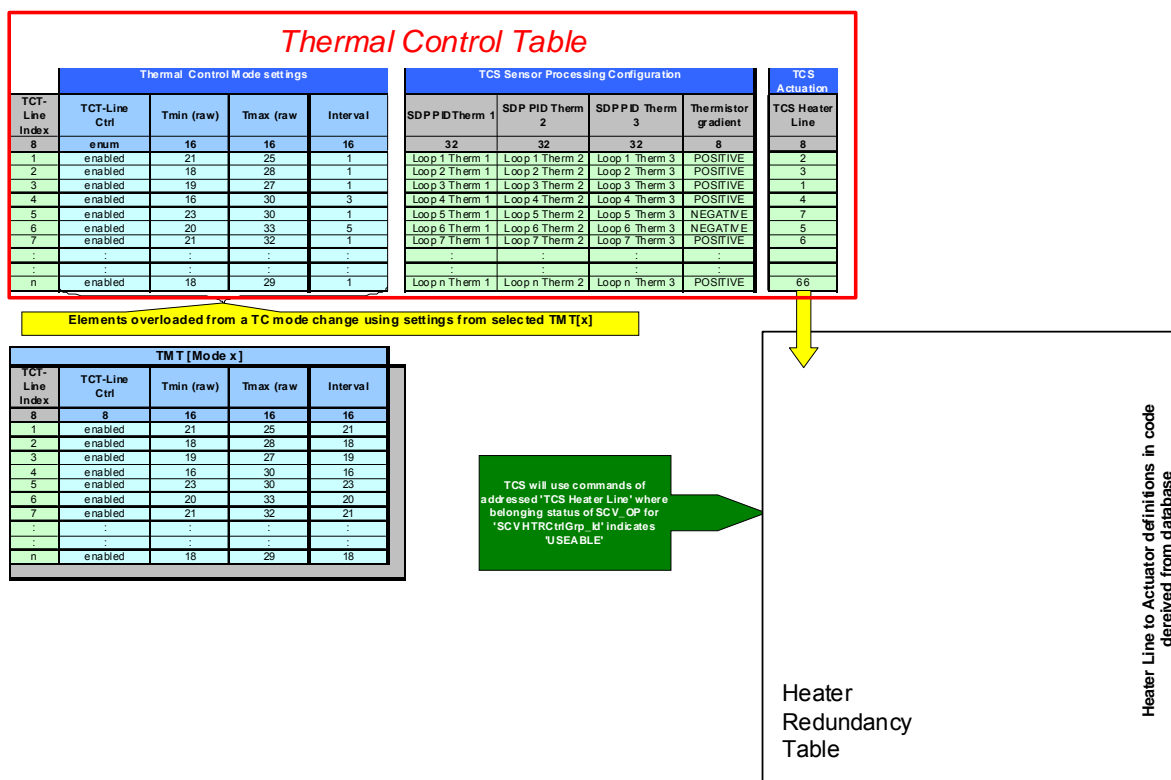 Thermal Control Table
Thermal Control Mode settings TCS Sensor Processing Configuration TCS Actuation
TCT-Line Index TCT-Line Ctrl Tmin (raw) Tmax (raw Interval SDP PID Therm 1 SDP PID Therm 2 SDP PID Therm 3 Thermistor gradient TCS Heater Line
8 enum 16 16 16 32 32 32 8 8
1 enabled 21 25 1 Loop 1 Therm 1 Loop 1 Therm 2 Loop 1 Therm 3 POSITIVE 2
2 enabled 18 28 1 Loop 2 Therm 1 Loop 2 Therm 2 Loop 2 Therm 3 POSITIVE 3
3 enabled 19 27 1 Loop 3 Therm 1 Loop 3 Therm 2 Loop 3 Therm 3 POSITIVE 1
4 enabled 16 30 3 Loop 4 Therm 1 Loop 4 Therm 2 Loop 4 Therm 3 POSITIVE 4
5 enabled 23 30 1 Loop 5 Therm 1 Loop 5 Therm 2 Loop 5 Therm 3 NEGATIVE 7
6 enabled 20 33 5 Loop 6 Therm 1 Loop 6 Therm 2 Loop 6 Therm 3 NEGATIVE 5
7 enabled 21 32 1 Loop 7 Therm 1 Loop 7 Therm 2 Loop 7 Therm 3 POSITIVE 6
: : : : : : : : :
: : : : : : : : :
n enabled 18 29 1 Loop n Therm 1 Loop n Therm 2 Loop n Therm 3 POSITIVE 66
Elements overloaded from a TC mode change using settings from selected TMT[x]
TMT [Mode x]
TCT-Line Index TCT-Line Ctrl Tmin (raw) Tmax (raw Interval
8 8 16 16 16
1 enabled 21 25 21
2 enabled 18 28 18
3 enabled 19 27 19
4 enabled 16 30 16
5 enabled 23 30 23
6 enabled 20 33 20
7 enabled 21 32 21
: : : : :
: : : : :
n enabled 18 29 18
TCS will use commands of
addressed 'TCS Heater Line' where
belonging status of SCV_OP for
'SCVHTRCtrlGrp_Id' indicates
'USEABLE'
Heater
Redundancy
Table
Heater Line to Actuator definitions in code
dereived from database